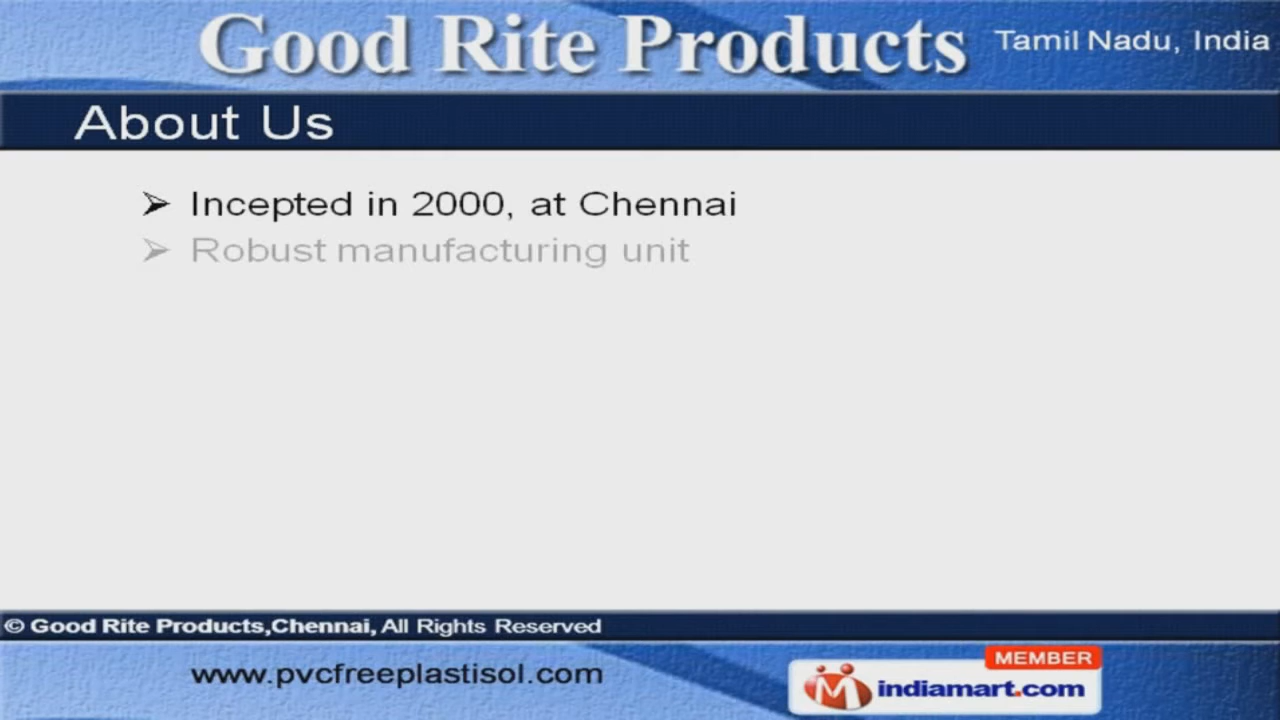 Good Rite Products
Tamil Nadu, India
About Us
➢ Incepted in 2000, at Chennai
➢ Robust manufacturing unit
© Good Rite Products,Chennai, All Rights Reserved
www.pvcfreeplastisol.com
MEMBER
indiamart.com